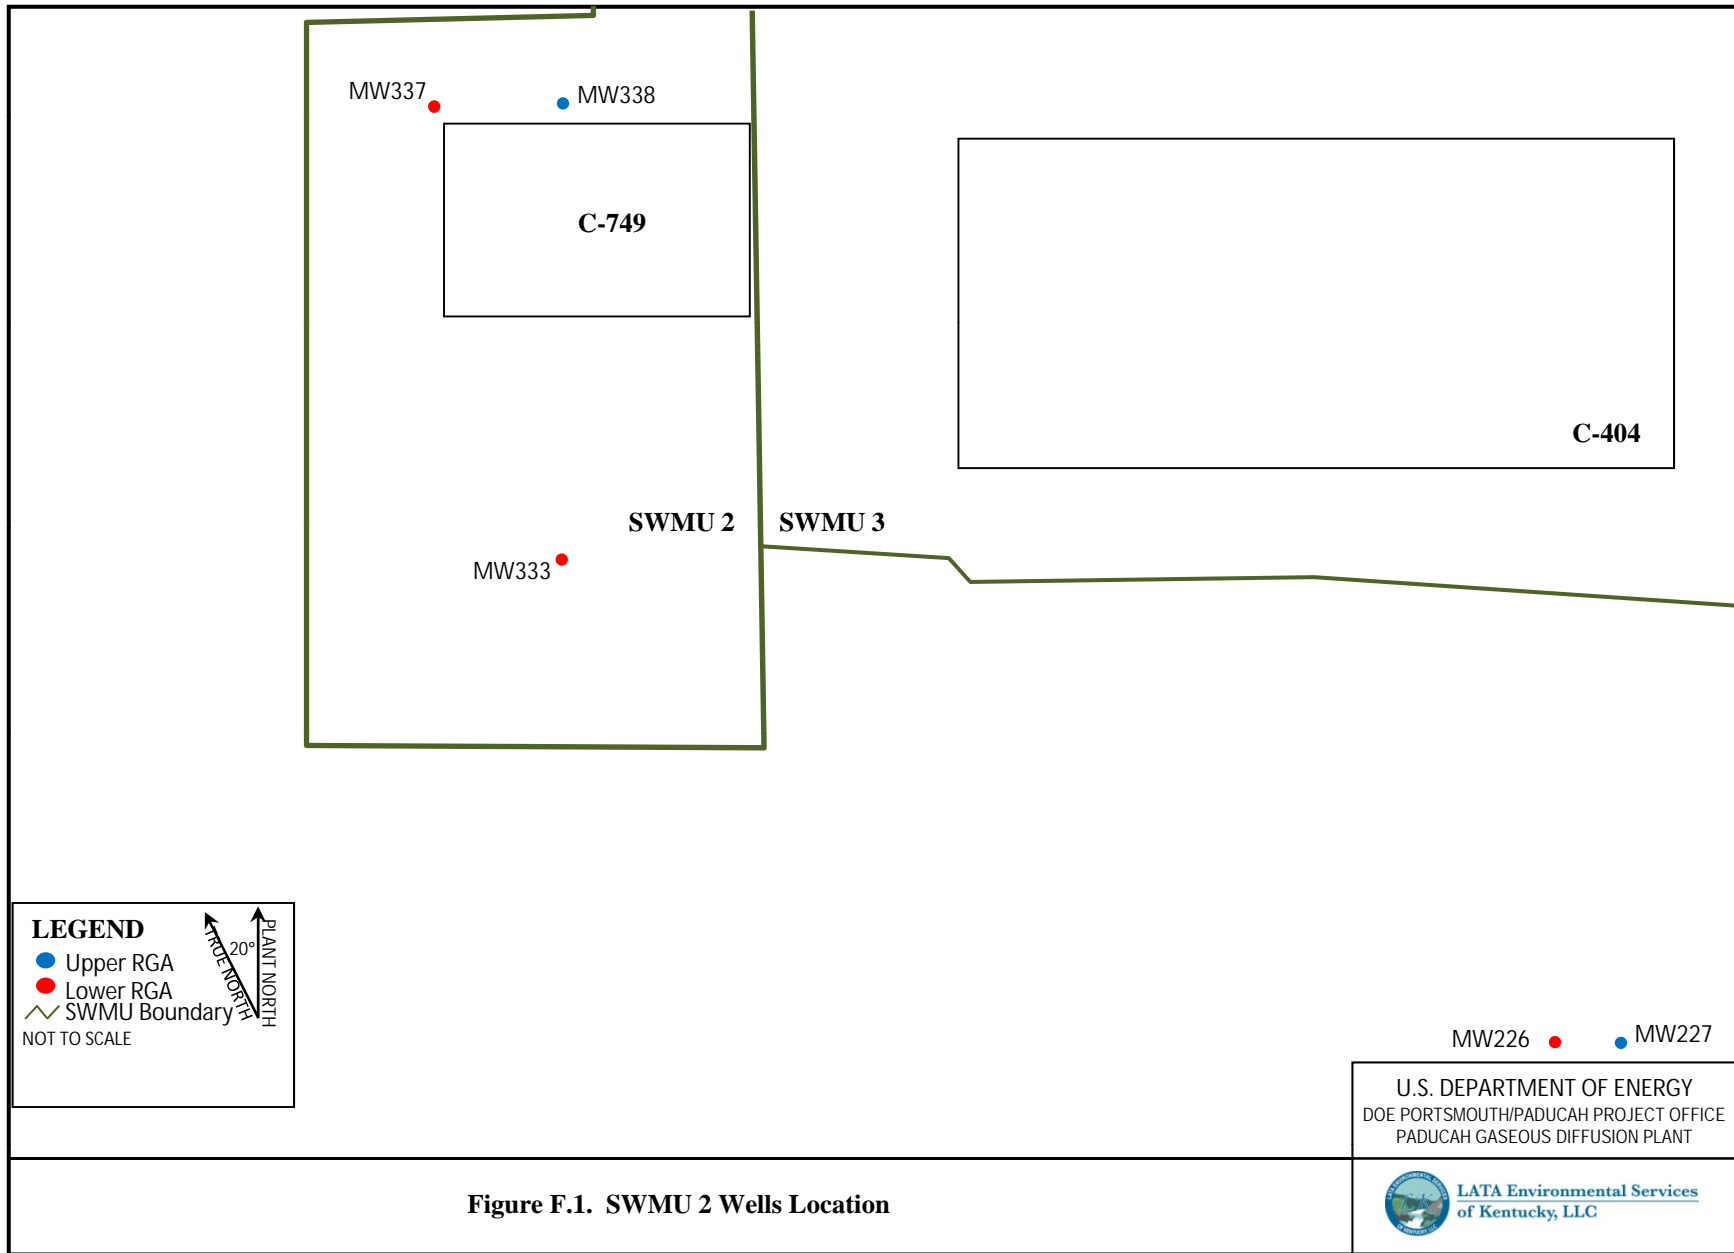 MW337
MW338
C-749
C-404
SWMU 2
SWMU 3
MW333
LEGEND
Upper RGA
Lower RGA
SWMU Boundary
NOT TO SCALE
TRUE NORTH
20°
PLANT NORTH
MW226
MW227
U.S. DEPARTMENT OF ENERGY
DOE PORTSMOUTH/PADUCAH PROJECT OFFICE
PADUCAH GASEOUS DIFFUSION PLANT
Figure F.1. SWMU 2 Wells Location
LATA Environmental Services
of Kentucky, LLC